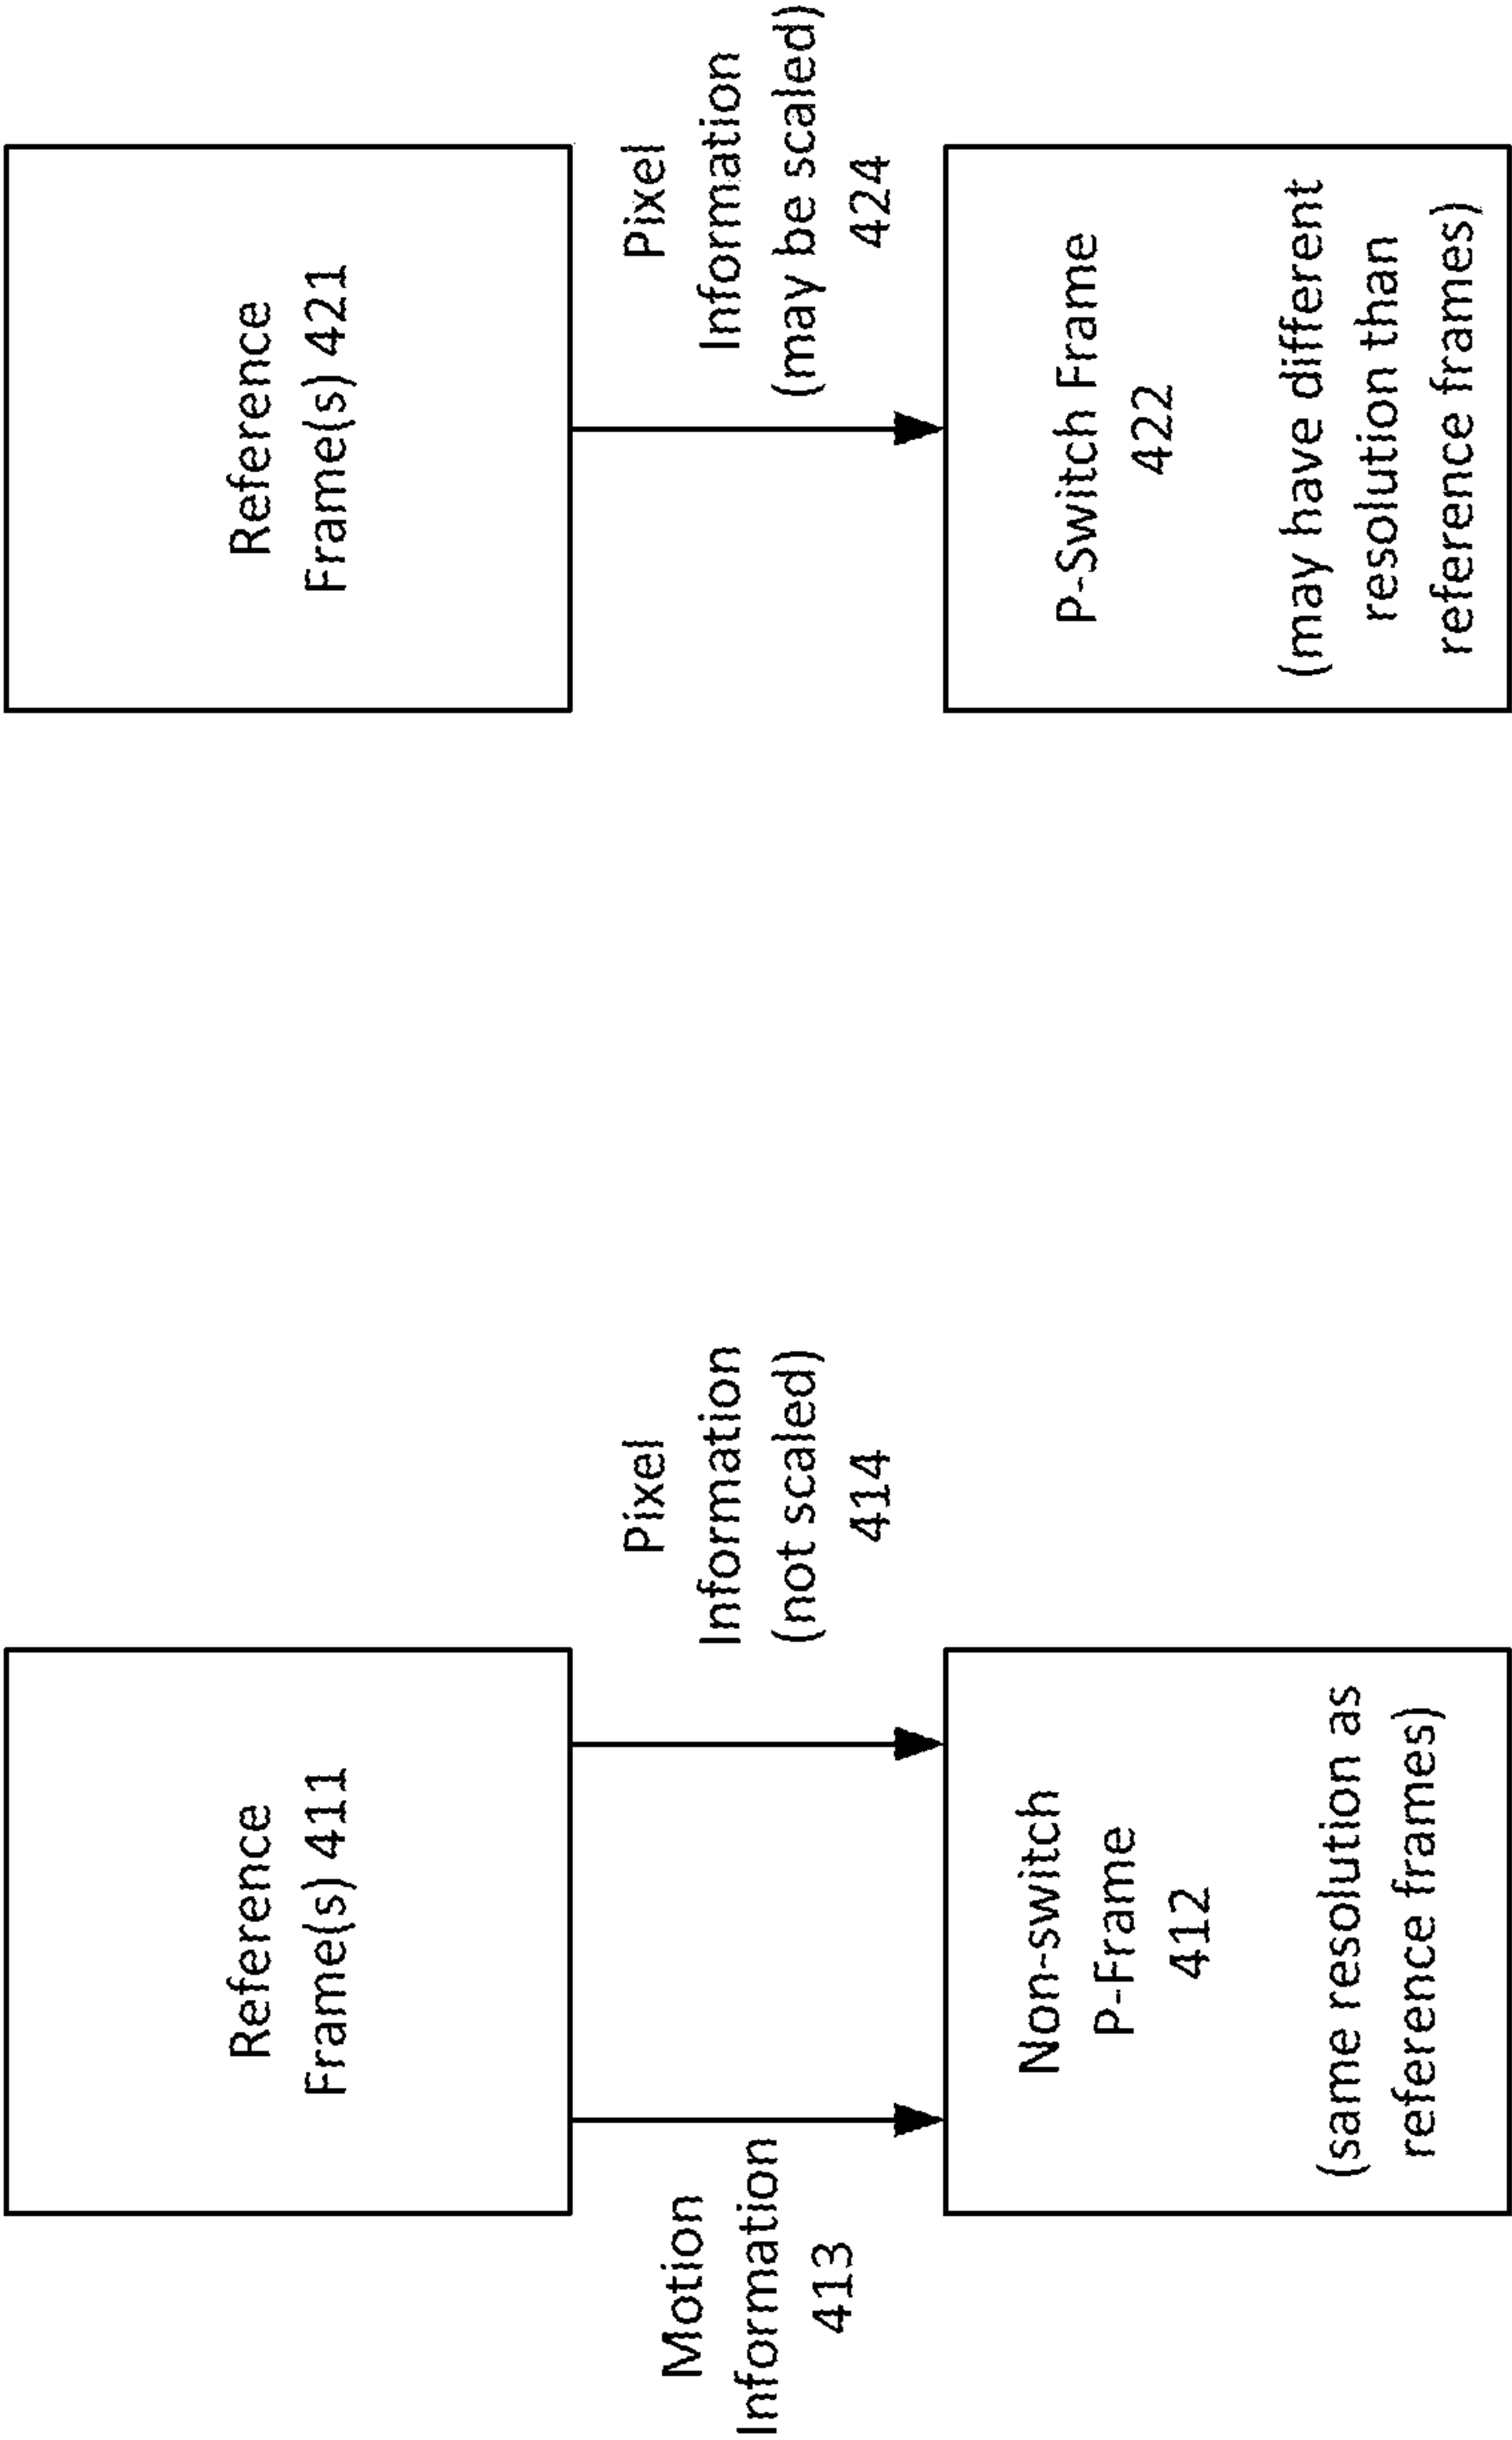 Reference
Frame(s) 411
Motion
Information
413
Pixel
Information
(not scaled)
414
Non-switch
P-Frame
412
(same resolution as
reference frames)
Reference
Frame(s) 421
Pixel
Information
(may be scaled)
424
P-Switch Frame
422
(may have different
resolution than
reference frames)